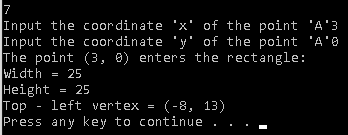 7
Input the coordinate 'x' of the point 'A'3
Input the coordinate 'y' of the point 'A'0
The point (3, 0) enters the rectangle:
Width = 25
Height = 25
Top - left vertex = (-8, 13)
Press any key to continue . . .